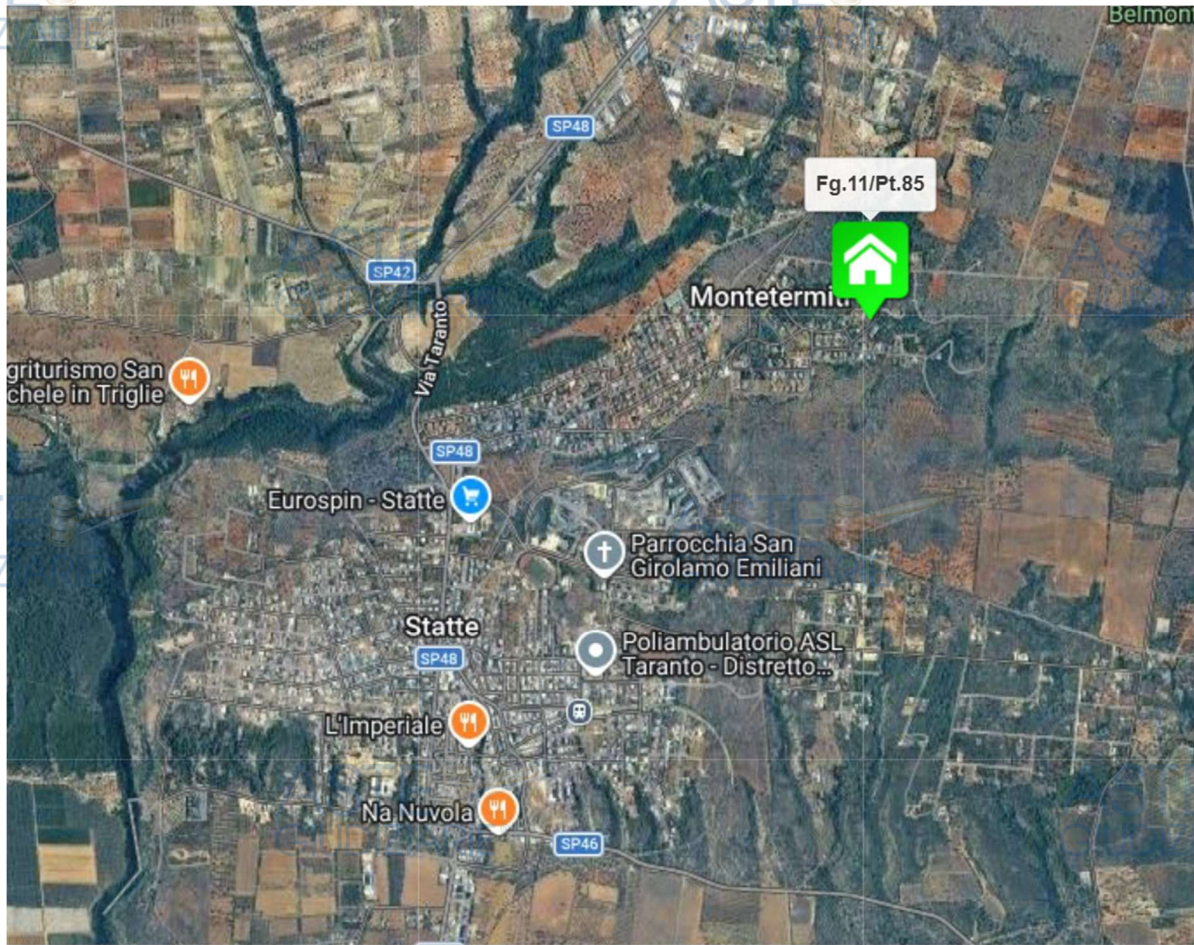 Belmont
SP48
Fg.11/Pt.85
SP42
Montetermiti
Via Taranto
griturismo San
chele in Triglie
SP48
Eurospin - Statte
Parrocchia San
Girolamo Emiliani
Statte
SP48
Poliambulatorio ASL
Taranto - Distretto...
L'Imperiale
Na Nuvola
SP46